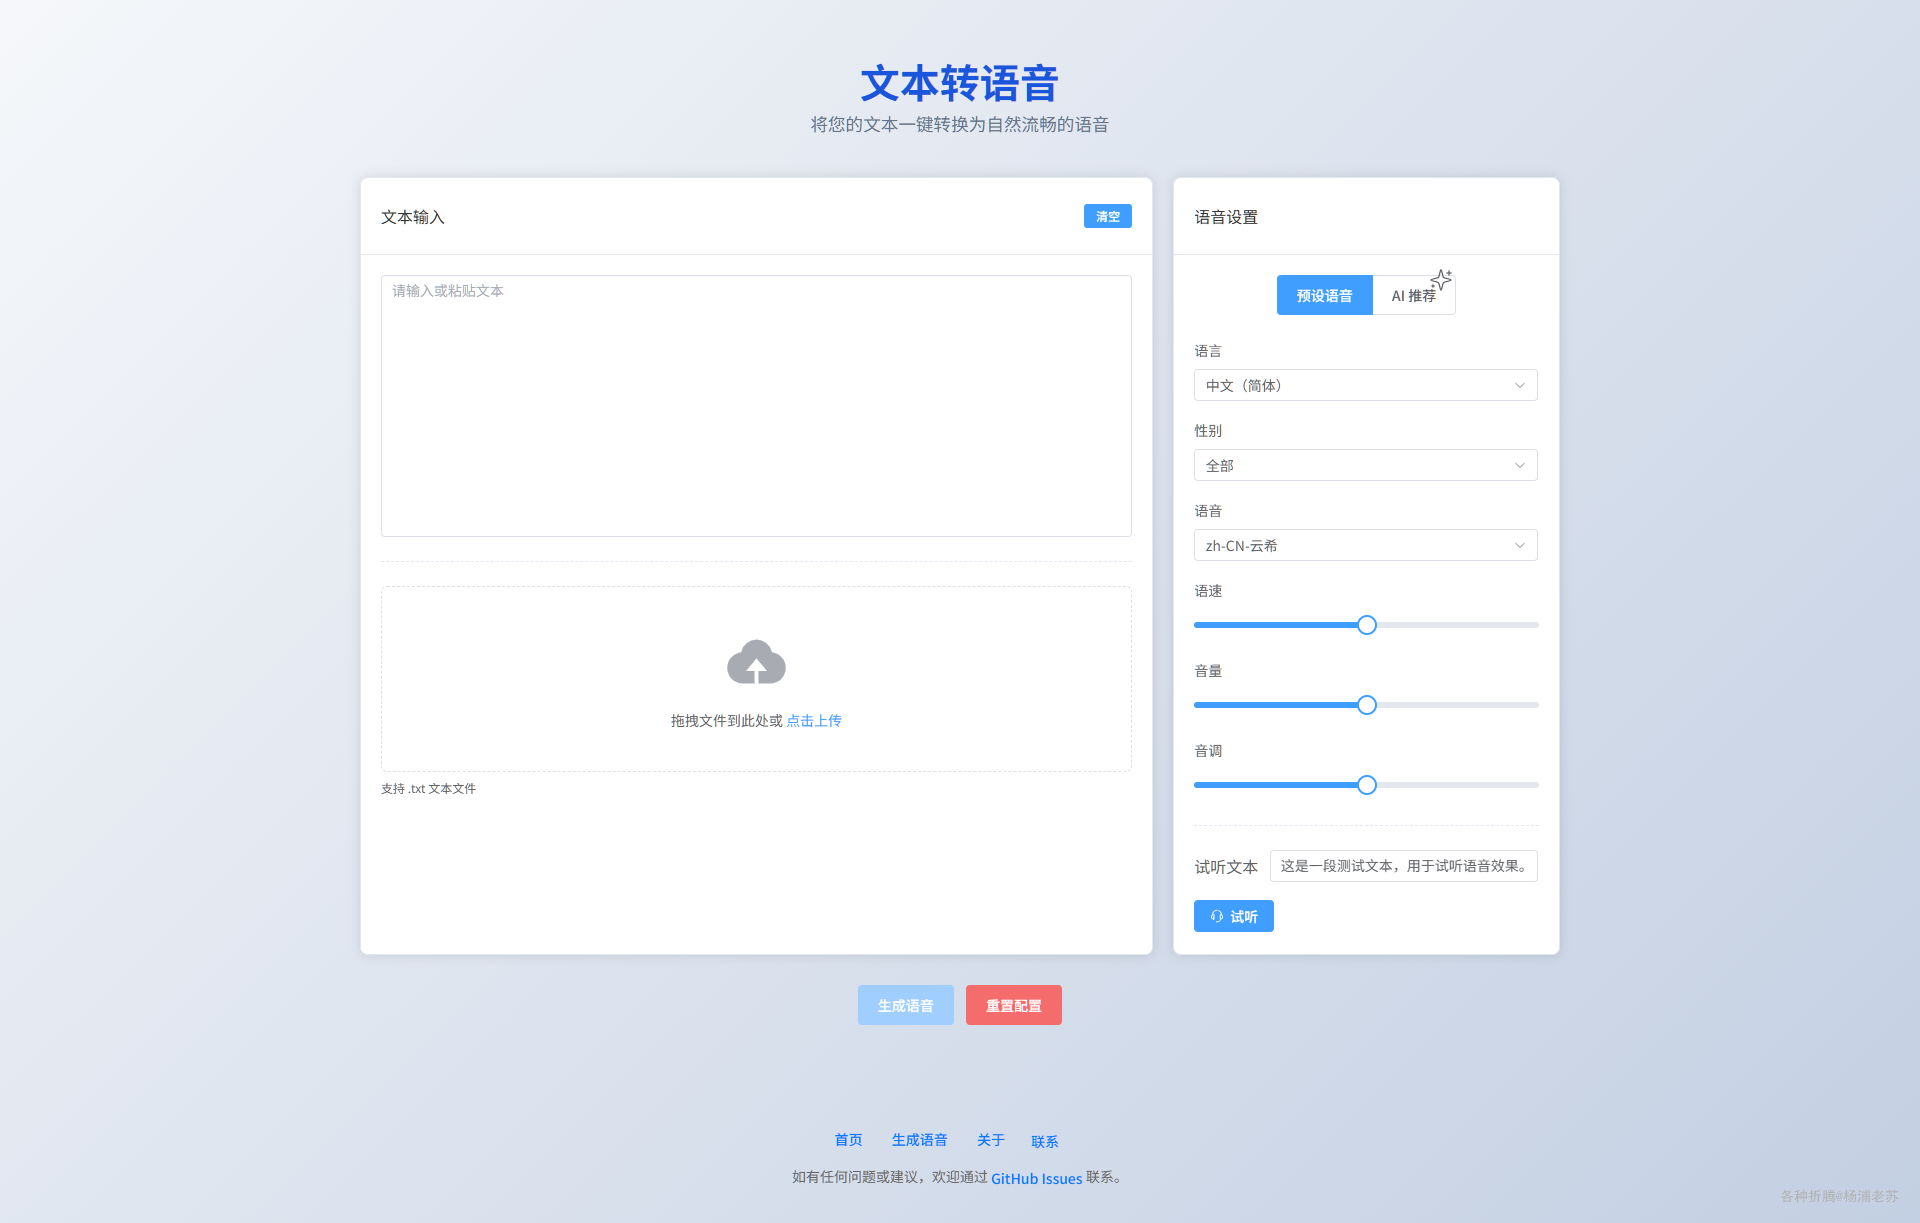 文本转语音
将您的文本一键转换为自然流畅的语音
文本输入
清空
请输入或粘贴文本
拖拽文件到此处或 点击上传
支持 .txt 文本文件
语音设置
预设语音
AI 推荐
语言
中文（简体）
性别
全部
语音
zh-CN-云希
语速
音量
音调
试听文本
这是一段测试文本，用于试听语音效果。
试听
生成语音
重置配置
首页
生成语音
关于
联系
如有任何问题或建议，欢迎通过 GitHub Issues 联系。
各种折腾@杨浦老苏